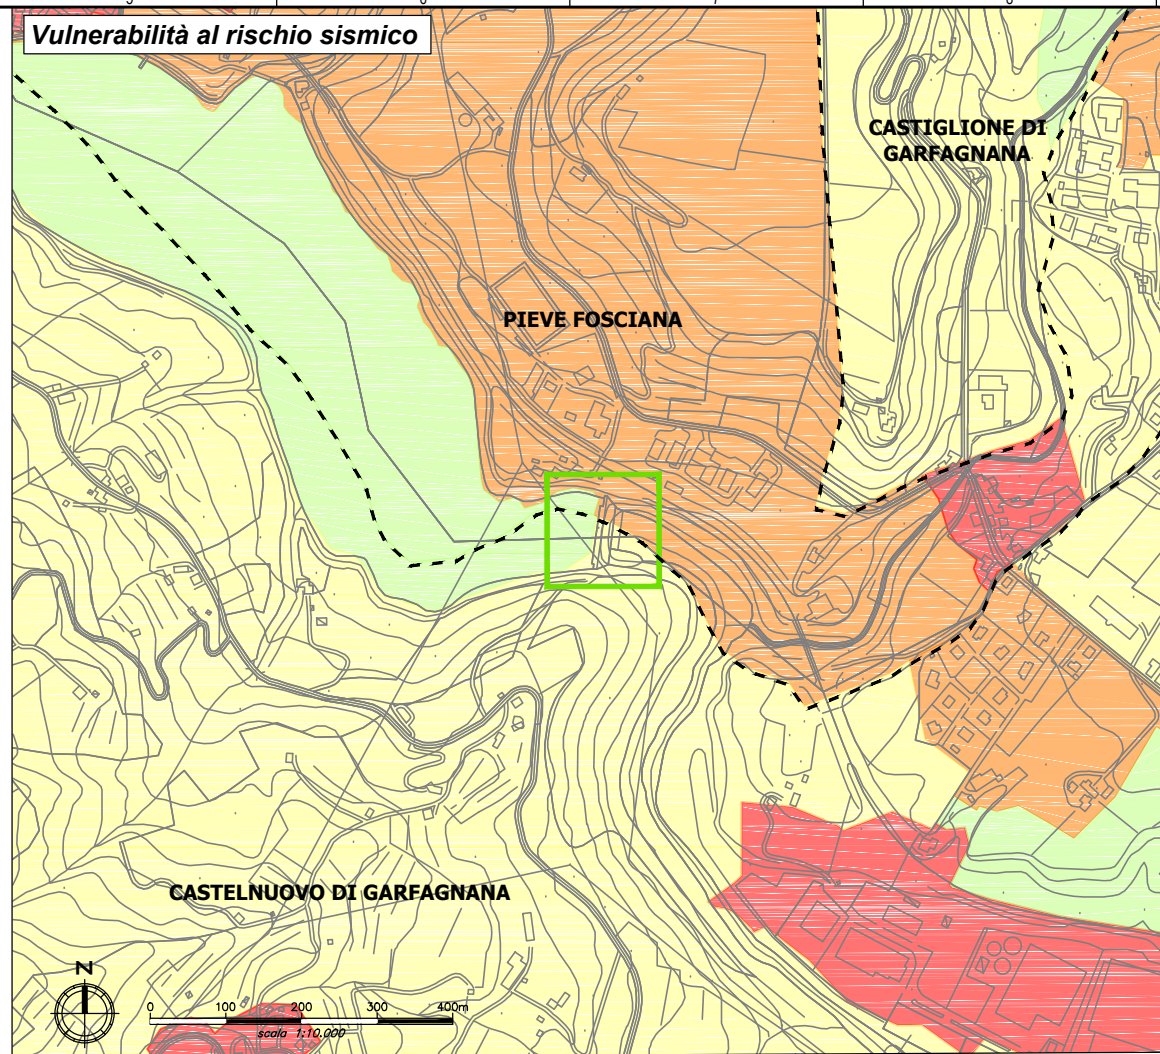 Vulnerabilità al rischio sismico
CASTIGLIONE DI
GARFAGNANA
PIEVE FOSCIANA
CASTELNUOVO DI GARFAGNANA
N
0 100 200 300 400m
scala 1:10.000